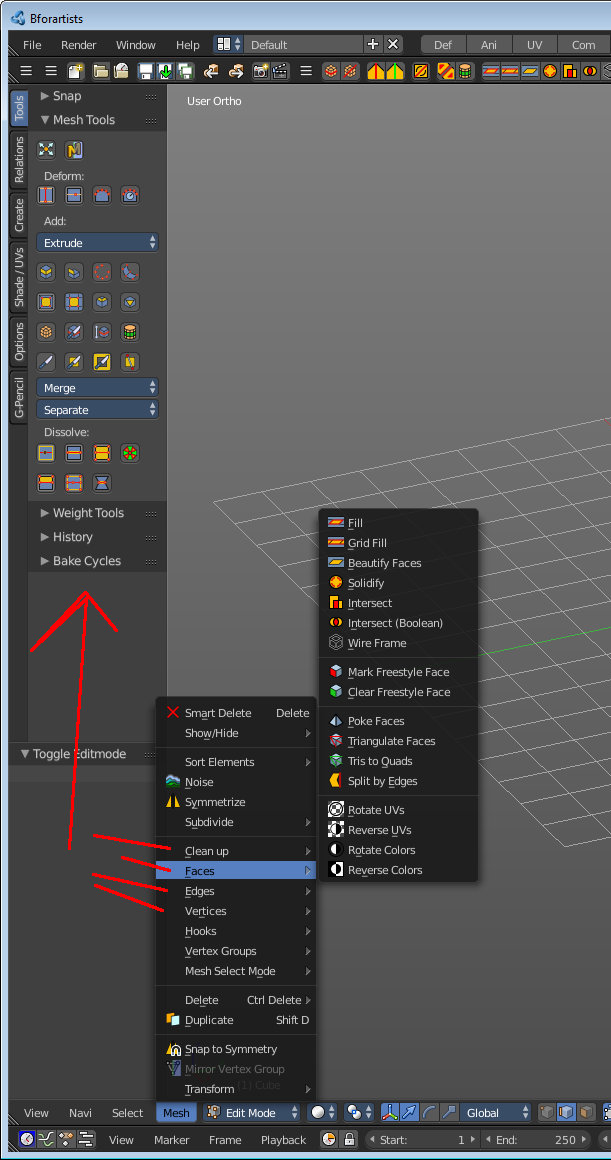 Bforartists
File Render Window Help Default Def Ani UV Com
User Ortho
Tools
Relations
Create
Shade / UVs
Options
G-Pencil
Snap
Mesh Tools
Deform:
Add:
Extrude
Merge
Separate
Dissolve:
Weight Tools
History
Bake Cycles
Toggle Editmode
Fill
Grid Fill
Beautify Faces
Solidify
Intersect
Intersect (Boolean)
Wire Frame
Mark Freestyle Face
Clear Freestyle Face
Poke Faces
Triangulate Faces
Tris to Quads
Split by Edges
Rotate UVs
Reverse UVs
Rotate Colors
Reverse Colors
Smart Delete Delete
Show/Hide
Sort Elements
Noise
Symmetrize
Subdivide
Clean up
Faces
Edges
Vertices
Hooks
Vertex Groups
Mesh Select Mode
Delete Ctrl Delete
Duplicate Shift D
Snap to Symmetry
Mirror Vertex Group
Transform (1) Cube
View Navi Select Mesh Edit Mode Global
View Marker Frame Playback Start: 1 End: 250